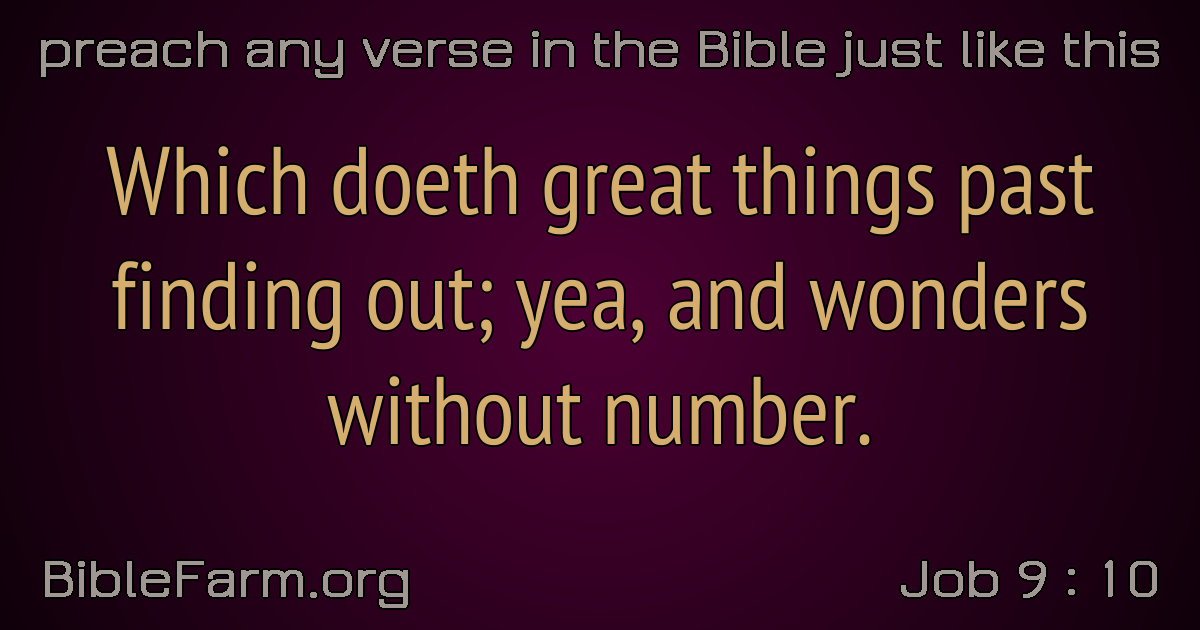 preach any verse in the Bible just like this
Which doeth great things past
finding out; yea, and wonders
without number.
BibleFarm.org
Job 9 : 10